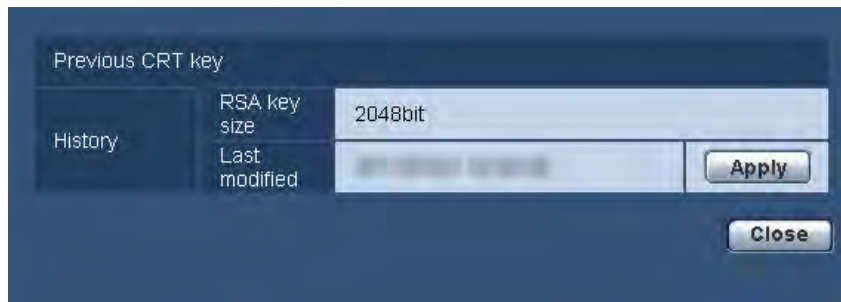 Previous CRT key
History
RSA key
size
2048bit
Last
modified
Apply
Close